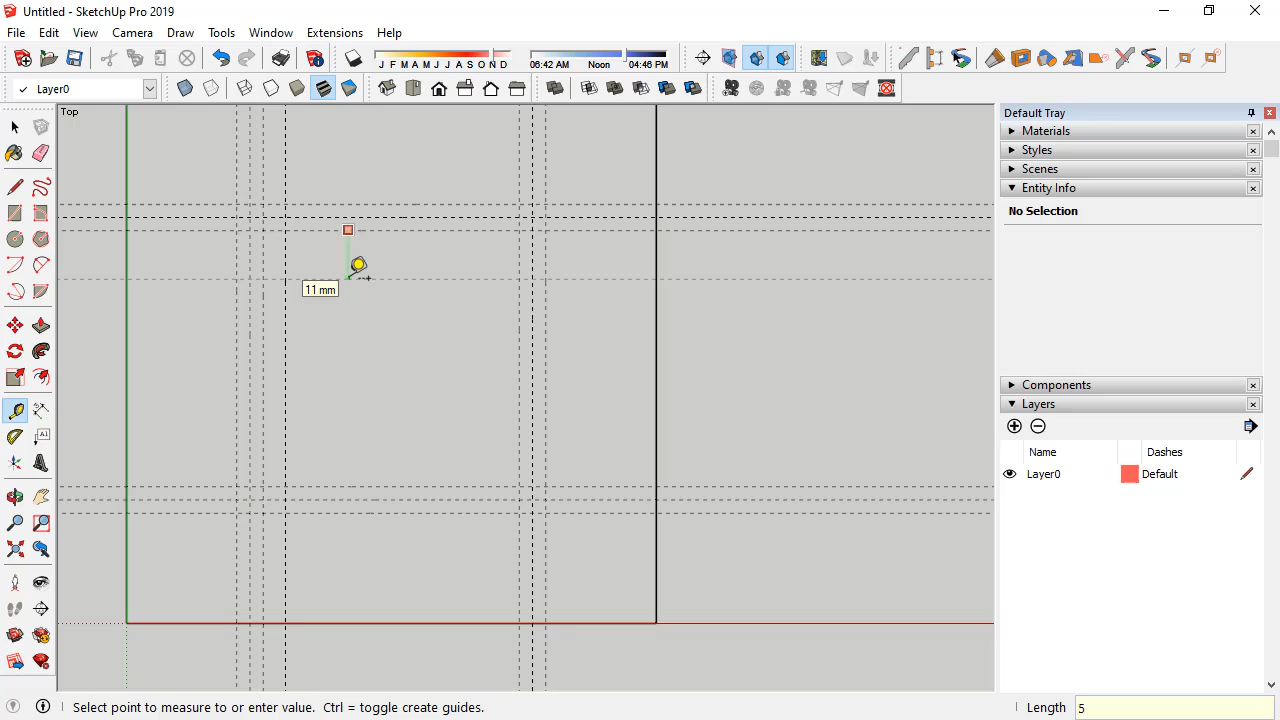 Untitled - SketchUp Pro 2019
File Edit View Camera Draw Tools Window Extensions Help
J F M A M J J A S O N D
06:42 AM Noon 04:46 PM
Layer0
Top
Default Tray
Materials
Styles
Scenes
Entity Info
No Selection
11 mm
Components
Layers
Name Dashes
Layer0 Default
A1
Select point to measure to or enter value. Ctrl = toggle create guides.
Length 5